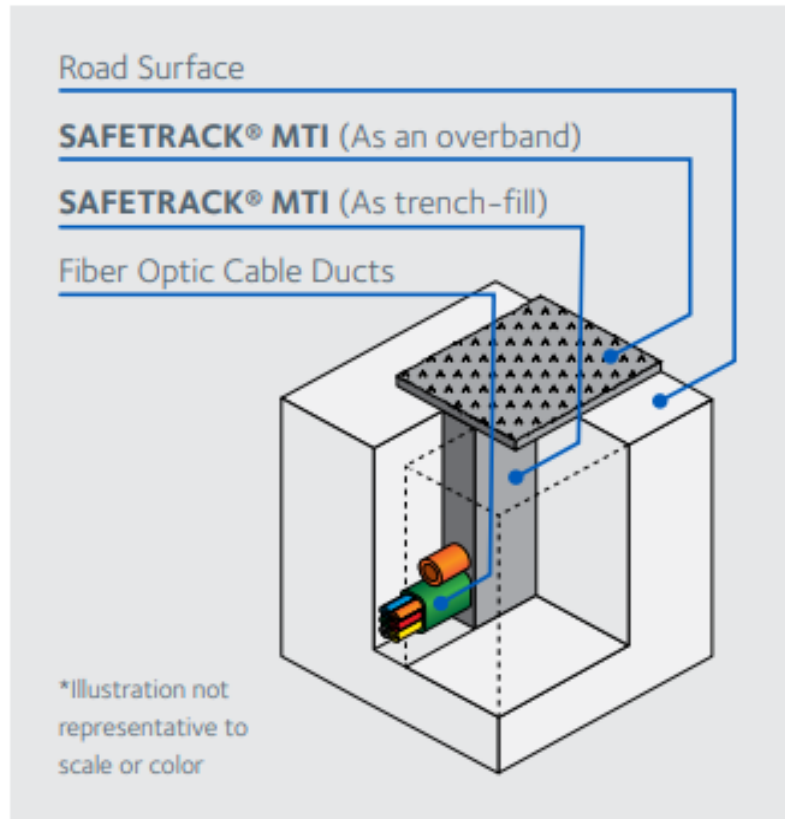 Road Surface
SAFETRACK® MTI (As an overband)
SAFETRACK® MTI (As trench-fill)
Fiber Optic Cable Ducts
*Illustration not
representative to
scale or color